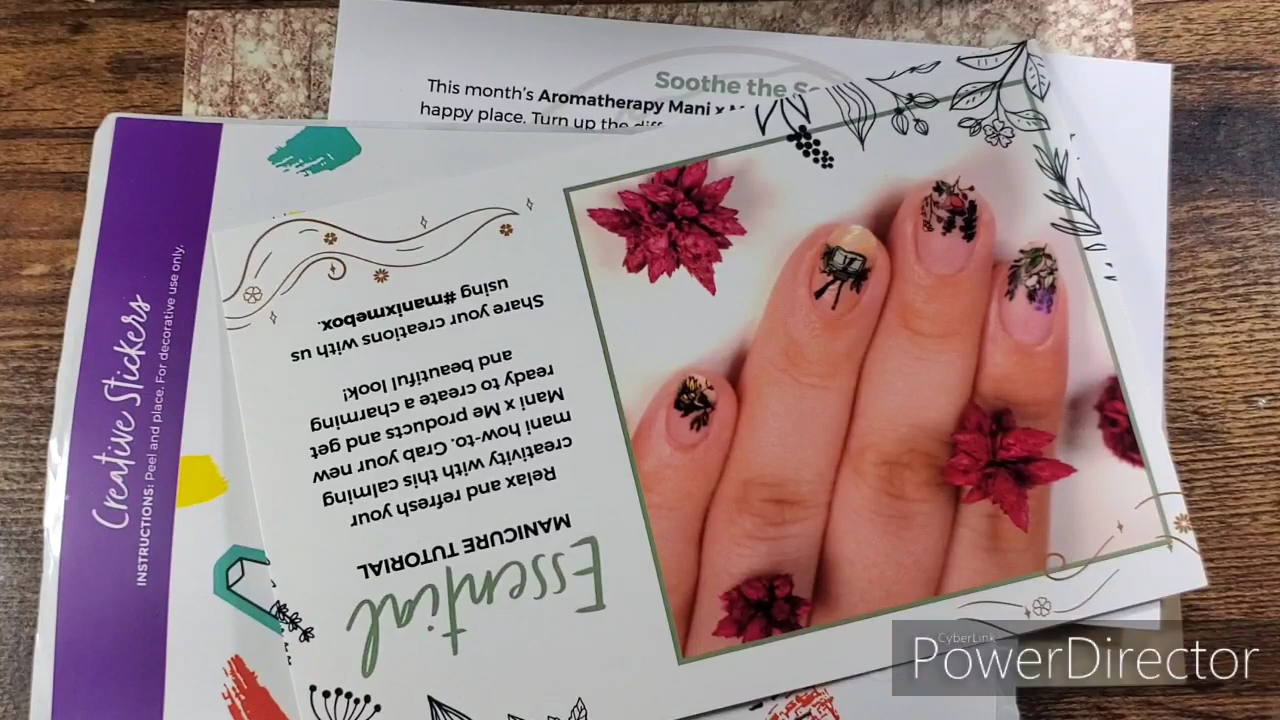 Soothe the
This month's Aromatherapy Mani x
happy place. Turn up the
Creative Stickers
INSTRUCTIONS: Peel and place. For decorative use only.
Essential
MANICURE TUTORIAL
Relax and refresh your
creativity with this calming
mani how-to. Grab your new
Mani x Me products and get
ready to create a charming
and beautiful look!
Share your creations with us
using #manixmebox.
CyberLink
PowerDirector